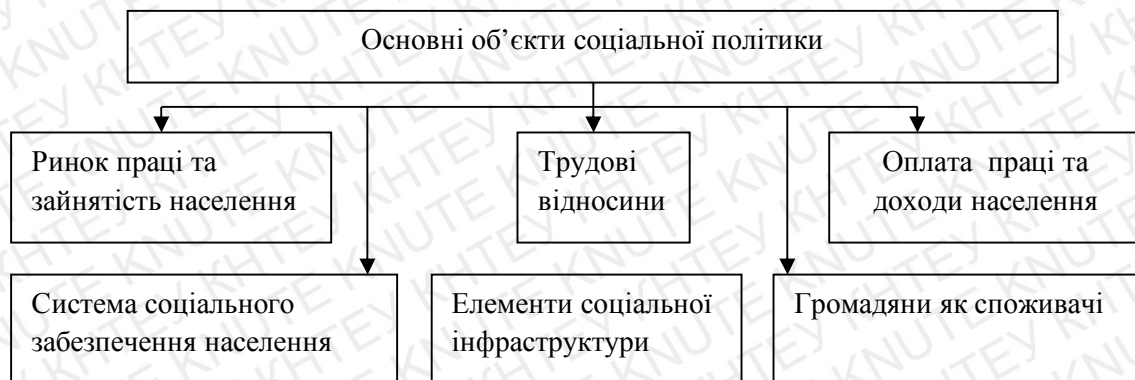 Основні об’єкти соціальної політики
Ринок праці та
зайнятість населення
Трудові
відносини
Оплата праці та
доходи населення
Система соціального
забезпечення населення
Елементи соціальної
інфраструктури
Громадяни як споживачі